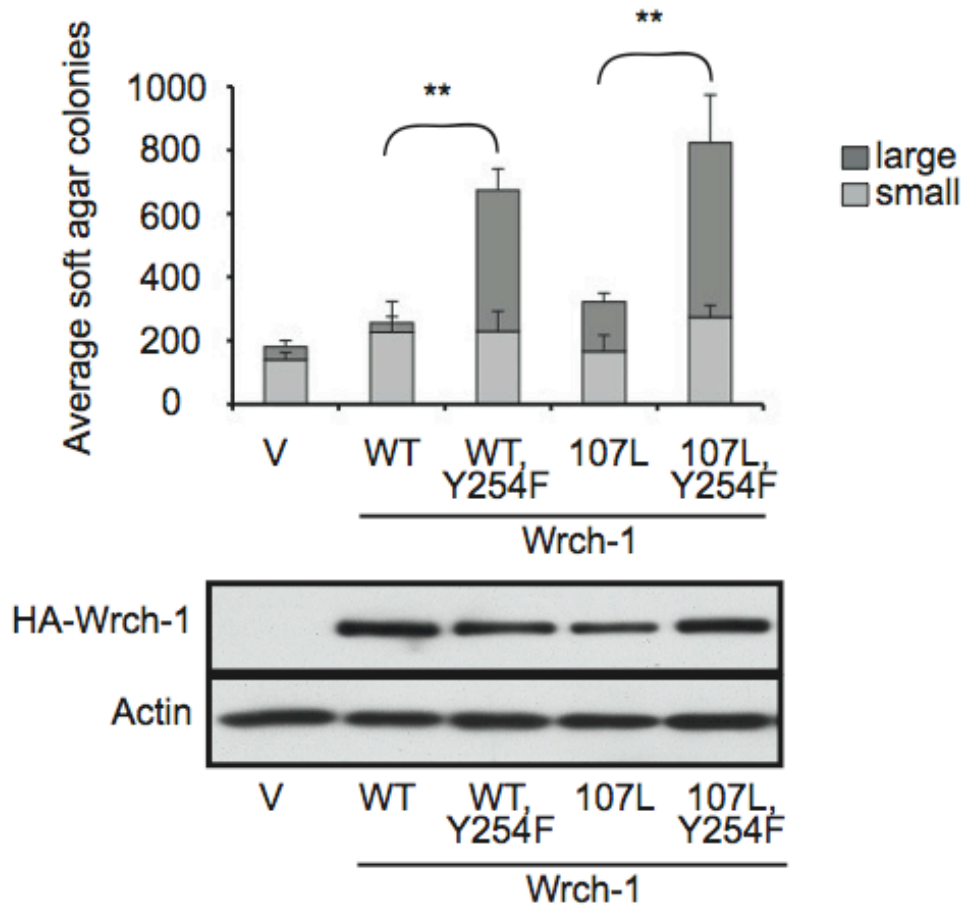 **
**
1000
800
600
400
200
0
Average soft agar colonies
large
small
V WT WT, Y254F 107L 107L, Y254F
Wrch-1
HA-Wrch-1
Actin
V WT WT, Y254F 107L 107L, Y254F
Wrch-1